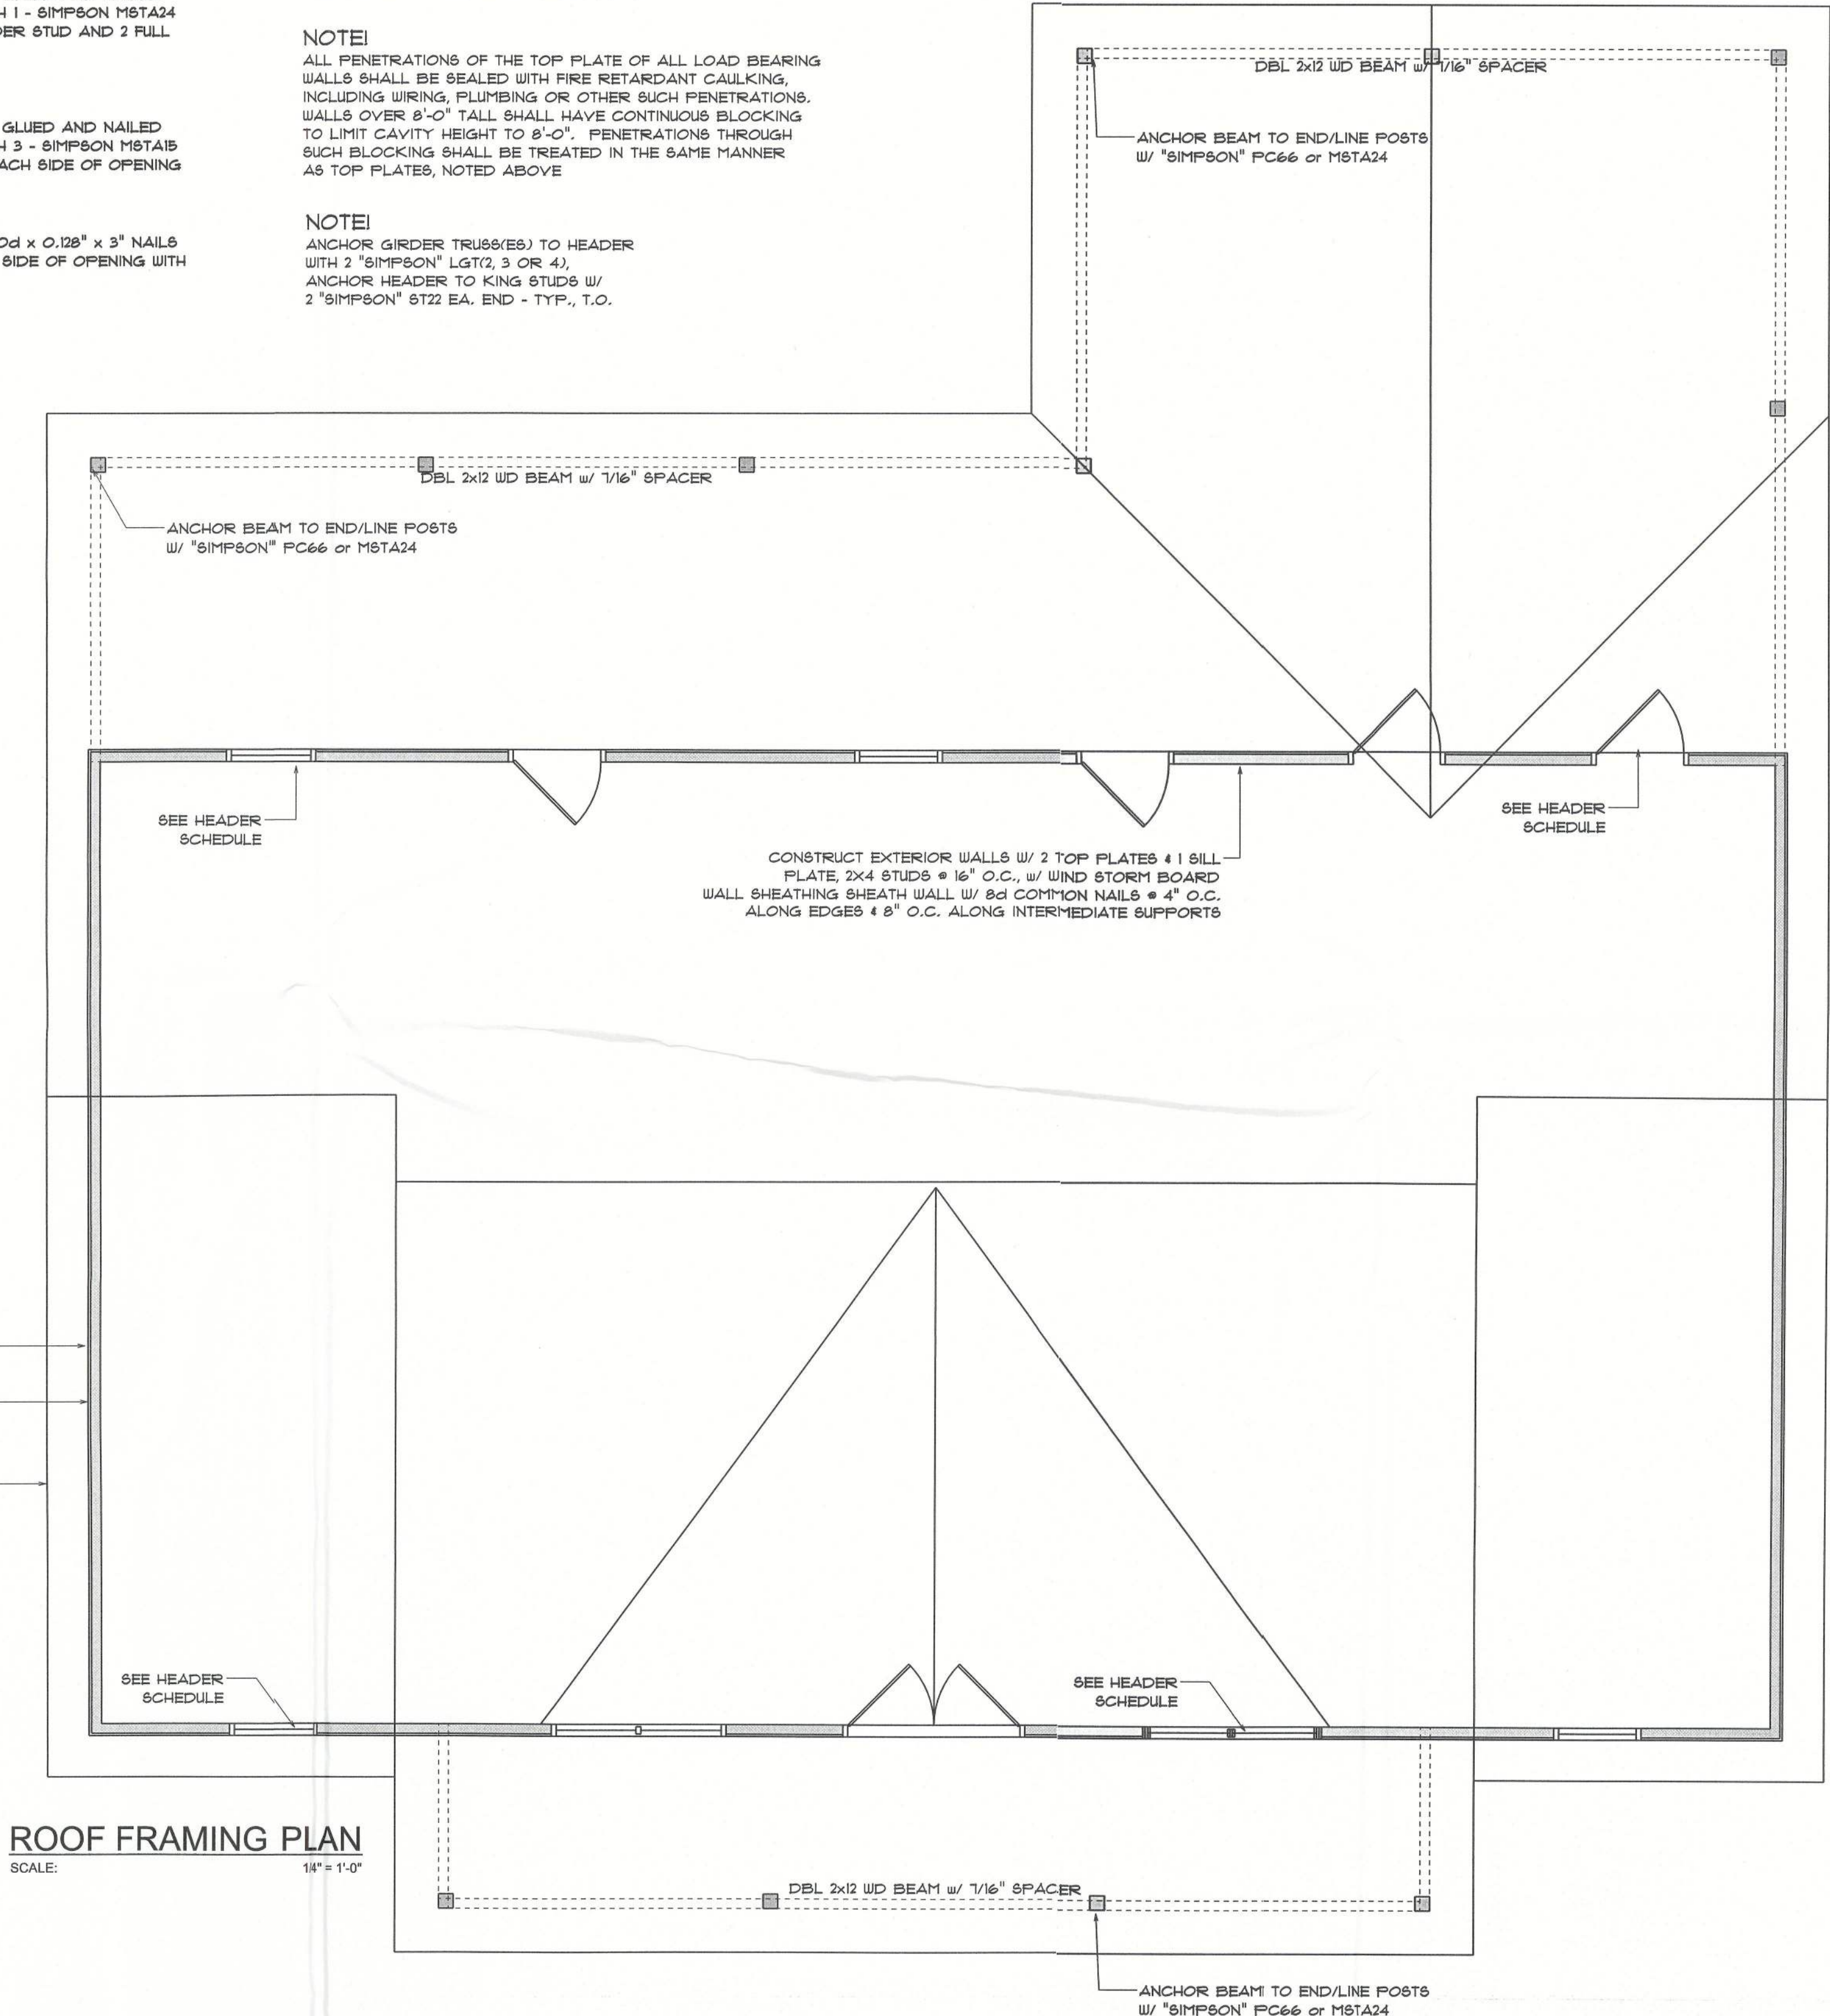 H 1 - SIMPSON MSTA24
DER STUD AND 2 FULL
GLUED AND NAILED
H 3 - SIMPSON MSTA15
ACH SIDE OF OPENING
0d x 0.128" x 3" NAILS
SIDE OF OPENING WITH
NOTE!
ALL PENETRATIONS OF THE TOP PLATE OF ALL LOAD BEARING
WALLS SHALL BE SEALED WITH FIRE RETARDANT CAULKING,
INCLUDING WIRING, PLUMBING OR OTHER SUCH PENETRATIONS.
WALLS OVER 8'-0" TALL SHALL HAVE CONTINUOUS BLOCKING
TO LIMIT CAVITY HEIGHT TO 8'-0". PENETRATIONS THROUGH
SUCH BLOCKING SHALL BE TREATED IN THE SAME MANNER
AS TOP PLATES, NOTED ABOVE
NOTE!
ANCHOR GIRDER TRUSS(ES) TO HEADER
WITH 2 "SIMPSON" LGT(2, 3 OR 4),
ANCHOR HEADER TO KING STUDS W/
2 "SIMPSON" ST22 EA. END - TYP., T.O.
DBL 2x12 WD BEAM w/ 7/16" SPACER
ANCHOR BEAM TO END/LINE POSTS
W/ "SIMPSON" PC66 or MSTA24
DBL 2x12 WD BEAM w/ 7/16" SPACER
ANCHOR BEAM TO END/LINE POSTS
W/ "SIMPSON" PC66 or MSTA24
SEE HEADER
SCHEDULE
SEE HEADER
SCHEDULE
CONSTRUCT EXTERIOR WALLS W/ 2 TOP PLATES & 1 SILL
PLATE, 2X4 STUDS @ 16" O.C., w/ WIND STORM BOARD
WALL SHEATHING SHEATH WALL W/ 8d COMMON NAILS @ 4" O.C.
ALONG EDGES & 8" O.C. ALONG INTERMEDIATE SUPPORTS
SEE HEADER
SCHEDULE
SEE HEADER
SCHEDULE
ROOF FRAMING PLAN
SCALE: 1/4" = 1'-0"
DBL 2x12 WD BEAM w/ 7/16" SPACER
ANCHOR BEAM TO END/LINE POSTS
W/ "SIMPSON" PC66 or MSTA24